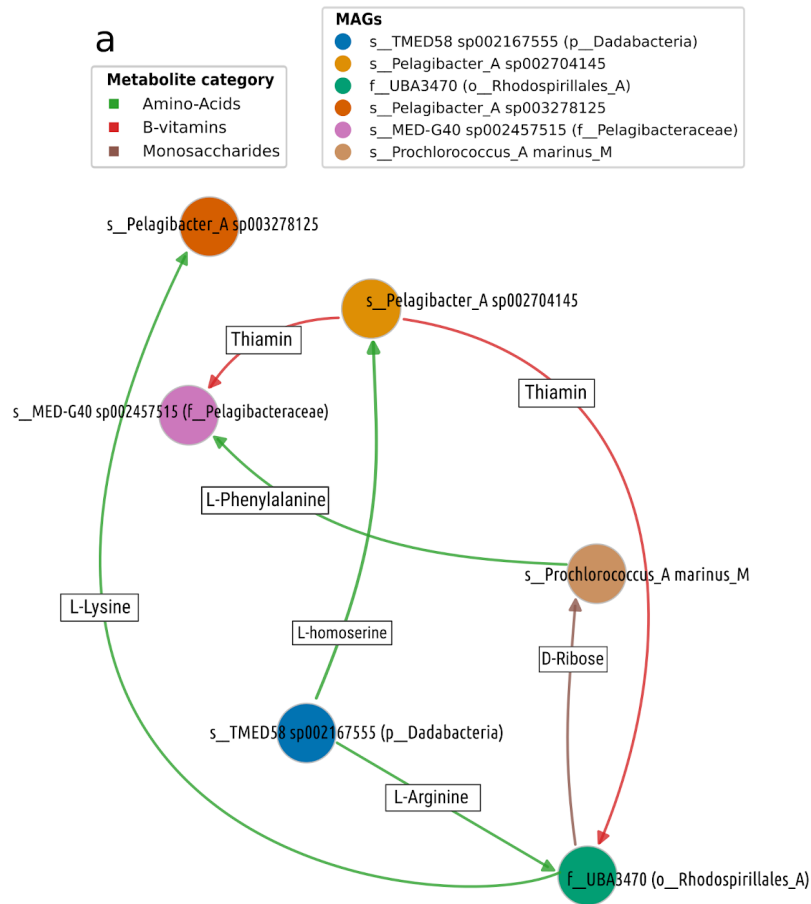 a
Metabolite category
Amino-Acids
B-vitamins
Monosaccharides
MAGs
s__TMED58 sp002167555 (p__Dadabacteria)
s__Pelagibacter_A sp002704145
f__UBA3470 (o__Rhodospirillales_A)
s__Pelagibacter_A sp003278125
s__MED-G40 sp002457515 (f__Pelagibacteraceae)
s__Prochlorococcus_A marinus_M
s__Pelagibacter_A sp003278125
s__Pelagibacter_A sp002704145
Thiamin
Thiamin
s__MED-G40 sp002457515 (f__Pelagibacteraceae)
L-Phenylalanine
s__Prochlorococcus_A marinus_M
L-Lysine
L-homoserine
D-Ribose
s__TMED58 sp002167555 (p__Dadabacteria)
L-Arginine
f__UBA3470 (o__Rhodospirillales_A)